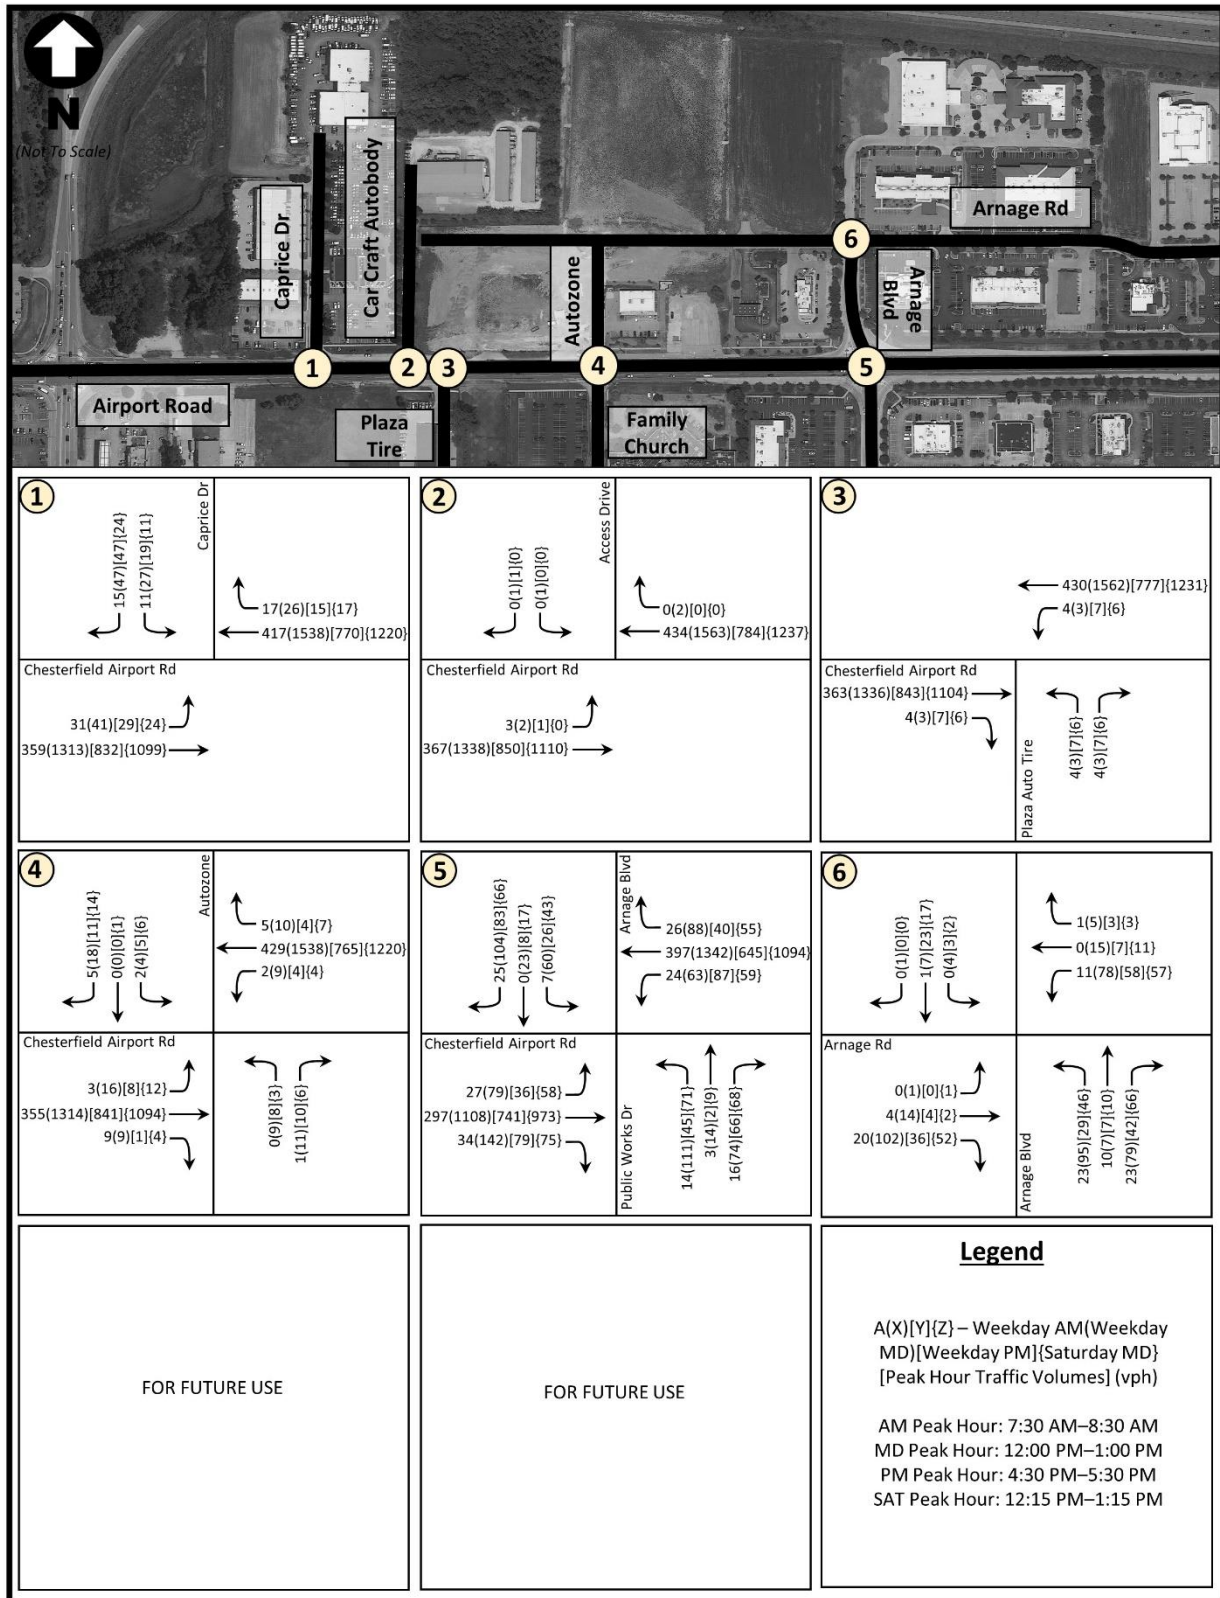 N
(Not To Scale)
Caprice Dr
Car Craft Autobody
Autozone
Arnage Rd
Arnage
Blvd
6
1
2
3
4
5
Airport Road
Plaza
Tire
Family
Church
1
Caprice Dr
15(47)[47]{24}
11(27)[19]{11}
17(26)[15]{17}
417(1538)[770]{1220}
Chesterfield Airport Rd
31(41)[29]{24}
359(1313)[832]{1099}
2
Access Drive
0(1)[1]{0}
0(1)[0]{0}
0(2)[0]{0}
434(1563)[784]{1237}
Chesterfield Airport Rd
3(2)[1]{0}
367(1338)[850]{1110}
3
430(1562)[777]{1231}
4(3)[7]{6}
Chesterfield Airport Rd
363(1336)[843]{1104}
4(3)[7]{6}
Plaza Auto Tire
4(3)[7]{6}
4(3)[7]{6}
4
Autozone
5(18)[11]{14}
0(0)[0]{1}
2(4)[5]{6}
5(10)[4]{7}
429(1538)[765]{1220}
2(9)[4]{4}
Chesterfield Airport Rd
3(16)[8]{12}
355(1314)[841]{1094}
9(9)[1]{4}
0(9)[8]{3}
1(11)[10]{6}
5
Arnage Blvd
25(104)[83]{66}
0(23)[8]{17}
7(60)[26]{43}
26(88)[40]{55}
397(1342)[645]{1094}
24(63)[87]{59}
Chesterfield Airport Rd
27(79)[36]{58}
297(1108)[741]{973}
34(142)[79]{75}
Public Works Dr
14(111)[45]{71}
3(14)[2]{9}
16(74)[66]{68}
6
0(1)[0]{0}
1(7)[23]{17}
0(4)[3]{2}
1(5)[3]{3}
0(15)[7]{11}
11(78)[58]{57}
Arnage Rd
0(1)[0]{1}
4(14)[4]{2}
20(102)[36]{52}
Arnage Blvd
23(95)[29]{46}
10(7)[7]{10}
23(79)[42]{66}
FOR FUTURE USE
FOR FUTURE USE
Legend
A(X)[Y]{Z} – Weekday AM(Weekday
MD)[Weekday PM]{Saturday MD}
[Peak Hour Traffic Volumes] (vph)
AM Peak Hour: 7:30 AM–8:30 AM
MD Peak Hour: 12:00 PM–1:00 PM
PM Peak Hour: 4:30 PM–5:30 PM
SAT Peak Hour: 12:15 PM–1:15 PM